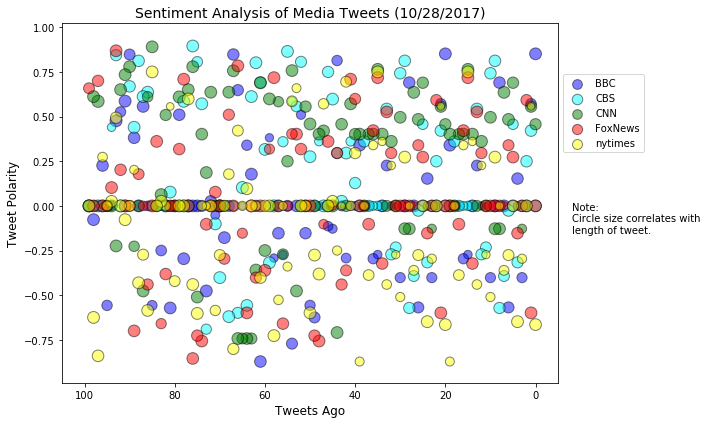 Sentiment Analysis of Media Tweets (10/28/2017)
1.00
0.75
0.50
0.25
0.00
−0.25
−0.50
−0.75
Tweet Polarity
100
80
60
40
20
0
Tweets Ago
BBC
CBS
CNN
FoxNews
nytimes
Note:
Circle size correlates with
length of tweet.